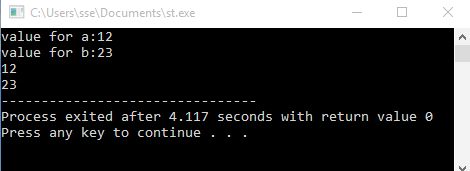 C:\Users\sse\Documents\st.exe
value for a:12
value for b:23
12
23
--------------------------------
Process exited after 4.117 seconds with return value 0
Press any key to continue . . .